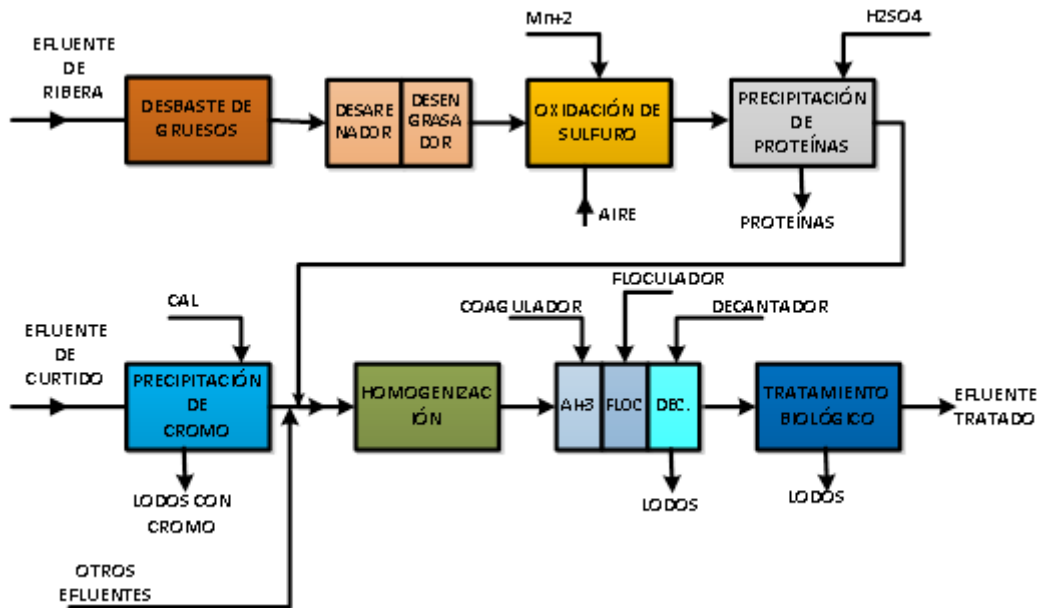 Mn+2
H2SO4
EFLUENTE
DE
RIBERA
DESBASTE DE
GRUESOS
DESARE
NADOR
DESEN
GRASA
DOR
OXIDACIÓN DE
SULFURO
PRECIPITACIÓN
DE
PROTEÍNAS
AIRE
PROTEÍNAS
FLOCULADOR
CAL
COAGULADOR
DECANTADOR
EFLUENTE
DE
CURTIDO
PRECIPITACIÓN
DE
CROMO
HOMOGENIZAC
IÓN
Al+3
FLOC
DEC.
TRATAMIENTO
BIOLÓGICO
EFLUENTE
TRATADO
LODOS CON
CROMO
LODOS
LODOS
OTROS
EFLUENTES